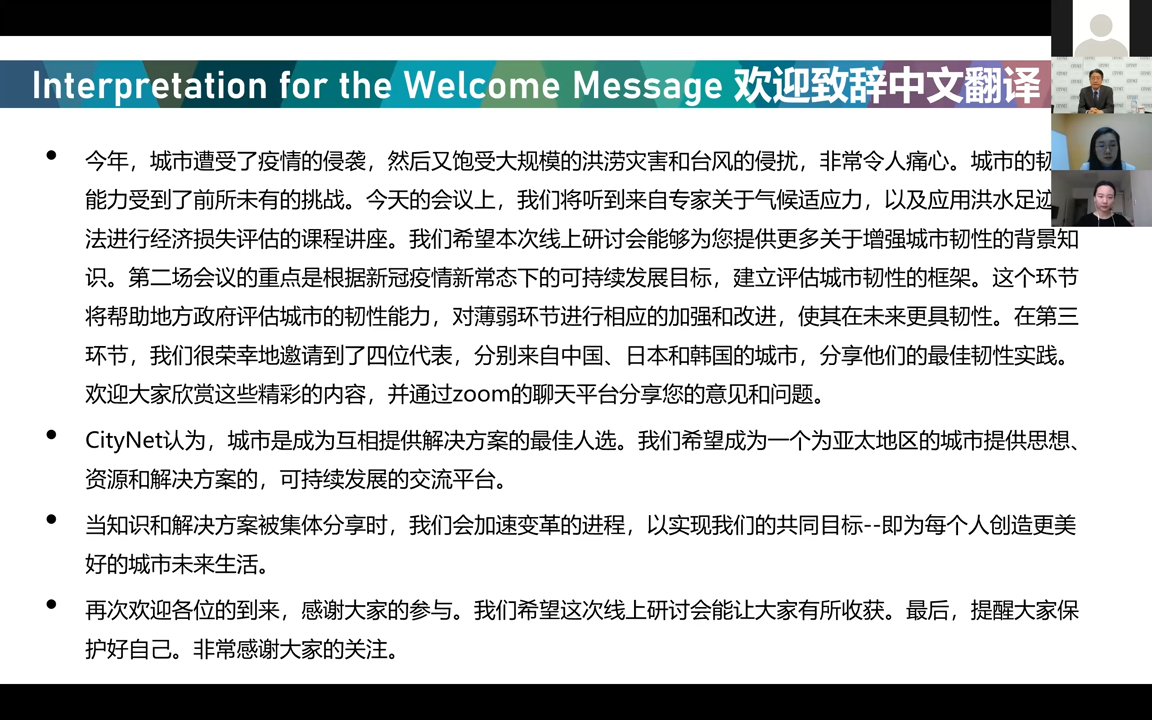 Interpretation for the Welcome Message 欢迎致辞中文翻译
• 今年，城市遭受了疫情的侵袭，然后又饱受大规模的洪涝灾害和台风的侵扰，非常令人痛心。城市的韧
能力受到了前所未有的挑战。今天的会议上，我们将听到来自专家关于气候适应力，以及应用洪水足迹
法进行经济损失评估的课程讲座。我们希望本次线上研讨会能够为您提供更多关于增强城市韧性的背景知
识。第二场会议的重点是根据新冠疫情新常态下的可持续发展目标，建立评估城市韧性的框架。这个环节
将帮助地方政府评估城市的韧性能力，对薄弱环节进行相应的加强和改进，使其在未来更具韧性。在第三
环节，我们很荣幸地邀请到了四位代表，分别来自中国、日本和韩国的城市，分享他们的最佳韧性实践。
欢迎大家欣赏这些精彩的内容，并通过zoom的聊天平台分享您的意见和问题。
• CityNet认为，城市是成为互相提供解决方案的最佳人选。我们希望成为一个为亚太地区的城市提供思想、
资源和解决方案的，可持续发展的交流平台。
• 当知识和解决方案被集体分享时，我们会加速变革的进程，以实现我们的共同目标--即为每个人创造更美
好的城市未来生活。
• 再次欢迎各位的到来，感谢大家的参与。我们希望这次线上研讨会能让大家有所收获。最后，提醒大家保
护好自己。非常感谢大家的关注。